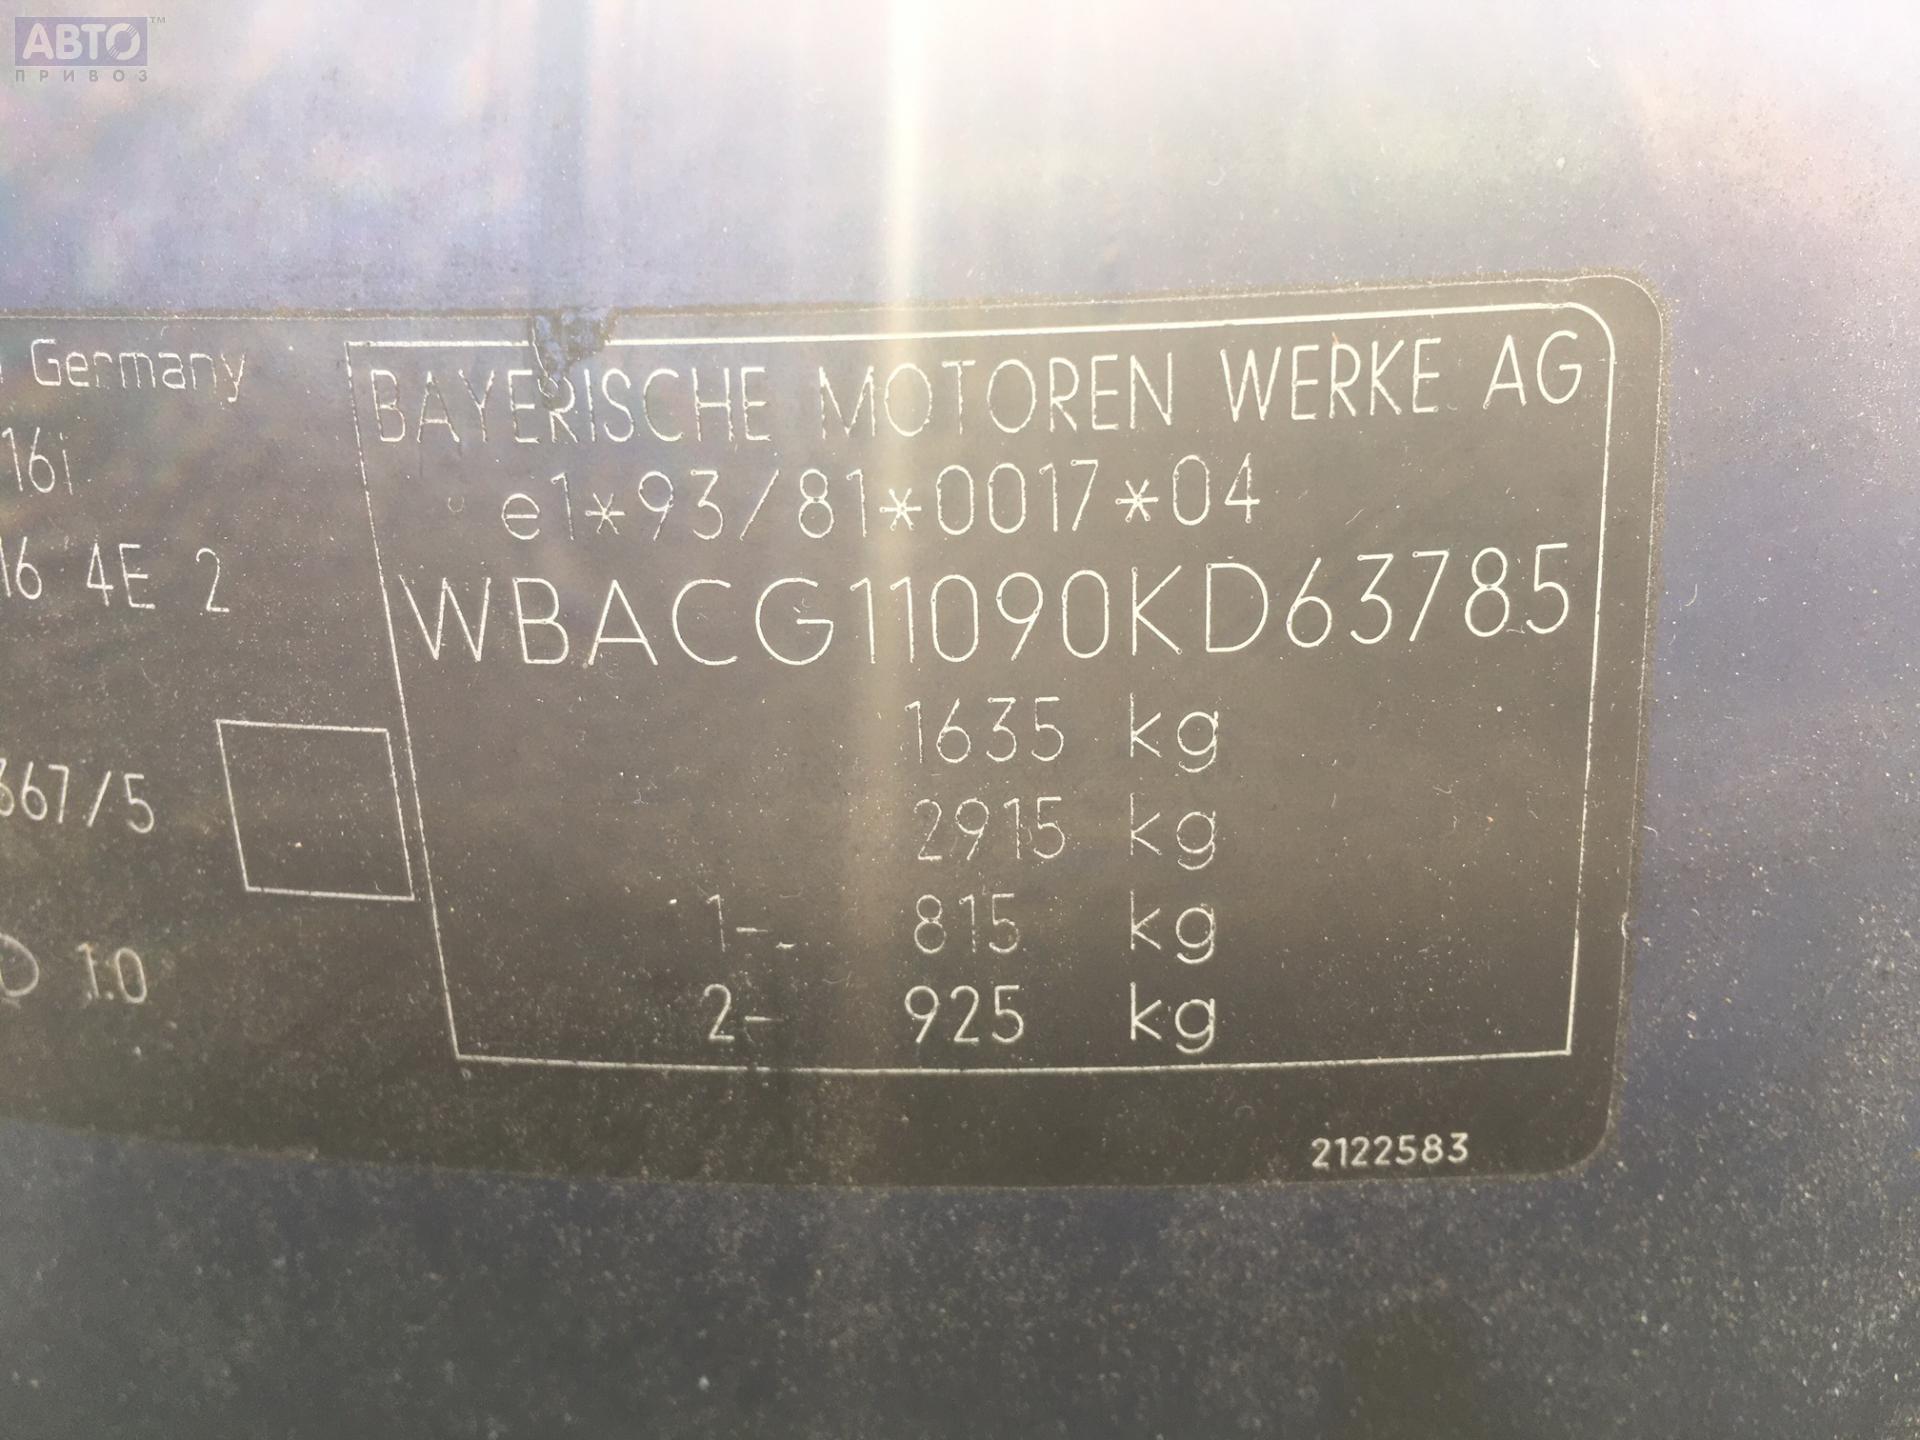 АВТО™
ПРИВОЗ
Germany
16i
16 4E 2
367/5
D 1.0
BAYERISCHE MOTOREN WERKE AG
e1*93/81*0017*04
WBACG11090KD63785
1635 kg
2915 kg
1- 815 kg
2- 925 kg
2122583